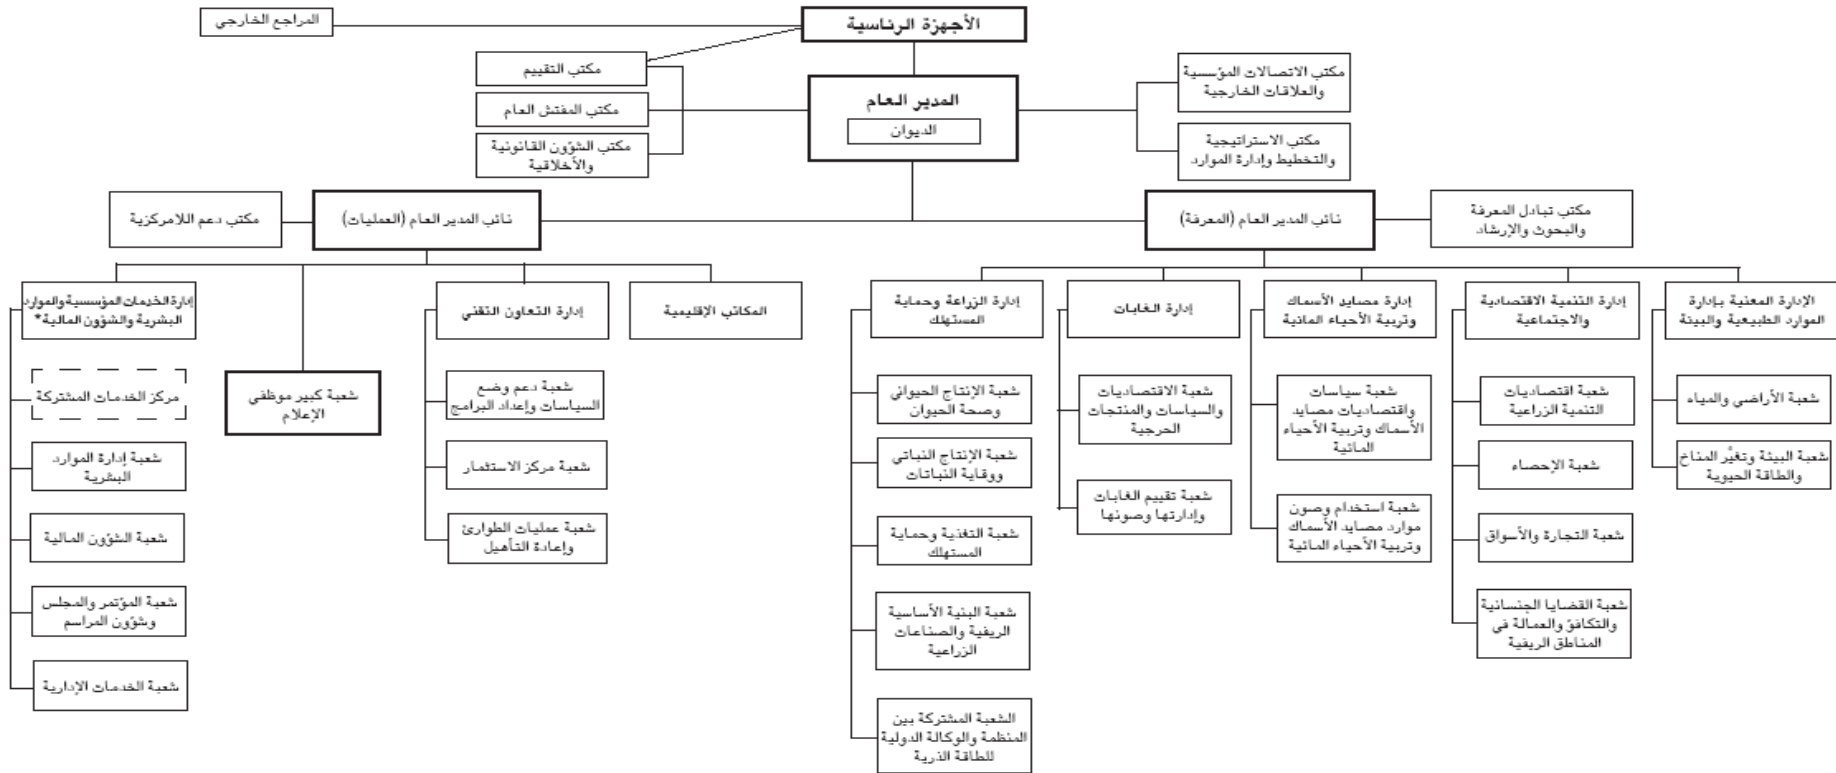 الأجهزة الرئاسية
المراجع الخارجي
مكتب الاتصالات المؤسسية
والعلاقات الخارجية
مكتب الاستراتيجية
والتخطيط وإدارة الموارد
المدير العام
الديوان
مكتب التقييم
مكتب المفتش العام
مكتب الشؤون القانونية
والأخلاقية
مكتب تبادل المعرفة
والبحوث والإرشاد
نائب المدير العام (المعرفة)
نائب المدير العام (العمليات)
مكتب دعم اللامركزية
الإدارة المعنية بإدارة
الموارد الطبيعية والبيئة
شعبة الأراضي والمياه
شعبة البيئة وتغيُّر المناخ
والطاقة الحيوية
إدارة التنمية الاقتصادية
والاجتماعية
شعبة اقتصاديات
التنمية الزراعية
شعبة الإحصاء
شعبة التجارة والأسواق
شعبة القضايا الجنسانية
والتكافؤ والعمالة في
المناطق الريفية
إدارة مصايد الأسماك
وتربية الأحياء المائية
شعبة سياسات
واقتصاديات مصايد
الأسماك وتربية الأحياء
المائية
شعبة استخدام وصون
موارد مصايد الأسماك
وتربية الأحياء المائية
إدارة الغابات
شعبة الاقتصاديات
والسياسات والمنتجات
الحرجية
شعبة تقييم الغابات
وإدارتها وصونها
إدارة الزراعة وحماية
المستهلك
شعبة الإنتاج الحيواني
وصحة الحيوان
شعبة الإنتاج النباتي
ووقاية النباتات
شعبة التغذية وحماية
المستهلك
شعبة البنية الأساسية
الريفية والصناعات
الزراعية
الشعبة المشتركة بين
المنظمة والوكالة الدولية
للطاقة الذرية
المكاتب الإقليمية
إدارة التعاون التقني
شعبة دعم وضع
السياسات وإعداد البرامج
شعبة مركز الاستثمار
شعبة عمليات الطوارئ
وإعادة التأهيل
شعبة كبير موظفي
الإعلام
إدارة الخدمات المؤسسية والموارد
البشرية والشؤون المالية*
مركز الخدمات المشتركة
شعبة إدارة الموارد
البشرية
شعبة الشؤون المالية
شعبة المؤتمر والمجلس
وشؤون المراسم
شعبة الخدمات الإدارية